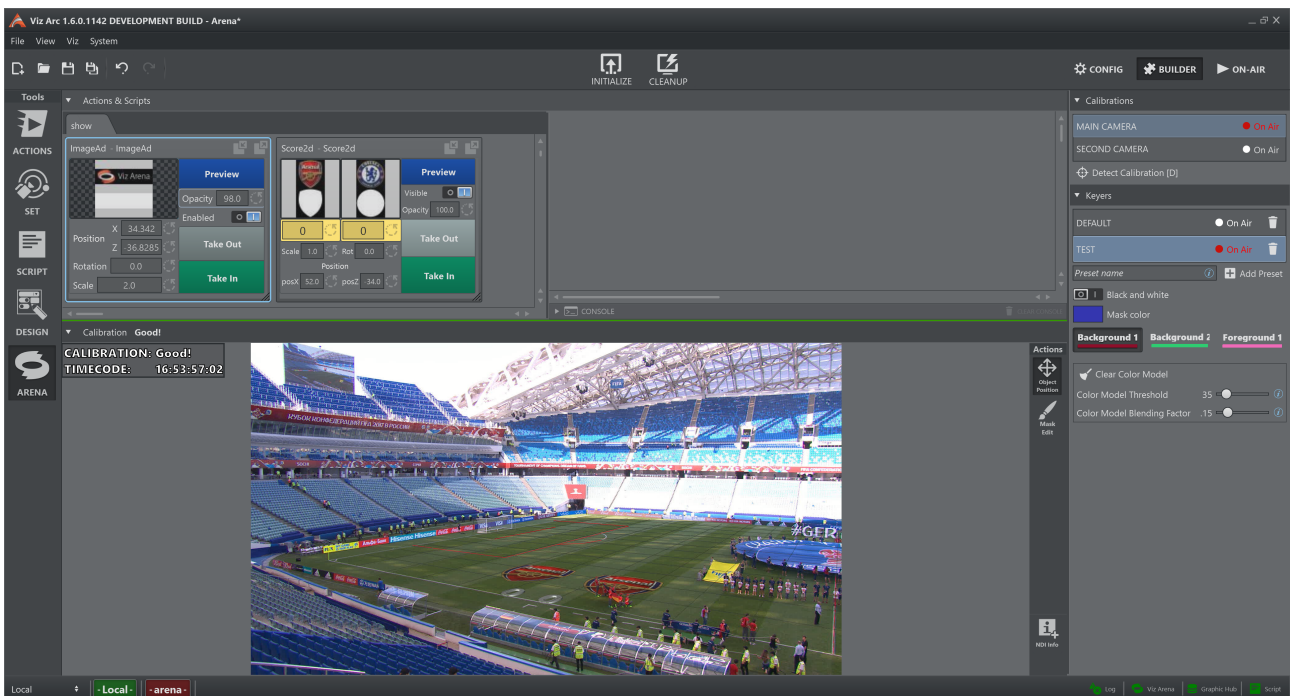 Viz Arc 1.6.0.1142 DEVELOPMENT BUILD - Arena*
File View Viz System
INITIALIZE CLEANUP
CONFIG BUILDER ON-AIR
Tools
ACTIONS
SET
SCRIPT
DESIGN
ARENA
Actions & Scripts
show
ImageAd - ImageAd
Viz Arena
Preview
Opacity 98.0
Enabled
Position X 34.342
Z -36.8285
Take Out
Rotation 0.0
Scale 2.0
Take In
Score2d - Score2d
Arsenal
Preview
Visible
Opacity 100.0
0 0
Take Out
Scale 1.0 Rot 0.0
Position
posX 52.0 posZ -34.0
Take In
CONSOLE
Calibration Good!
CALIBRATION: Good!
TIMECODE: 16:53:57:02
FIFA
#GER
Hisense Hisense
Actions
Object
Position
Mask
Edit
NDI Info
Calibrations
MAIN CAMERA On Air
SECOND CAMERA On Air
Detect Calibration [D]
Keyers
DEFAULT On Air
TEST On Air
Preset name Add Preset
Black and white
Mask color
Background 1 Background 2 Foreground 1
Clear Color Model
Color Model Threshold 35
Color Model Blending Factor .15
Local
-Local- -arena-
Log Viz Arena Graphic Hub Script